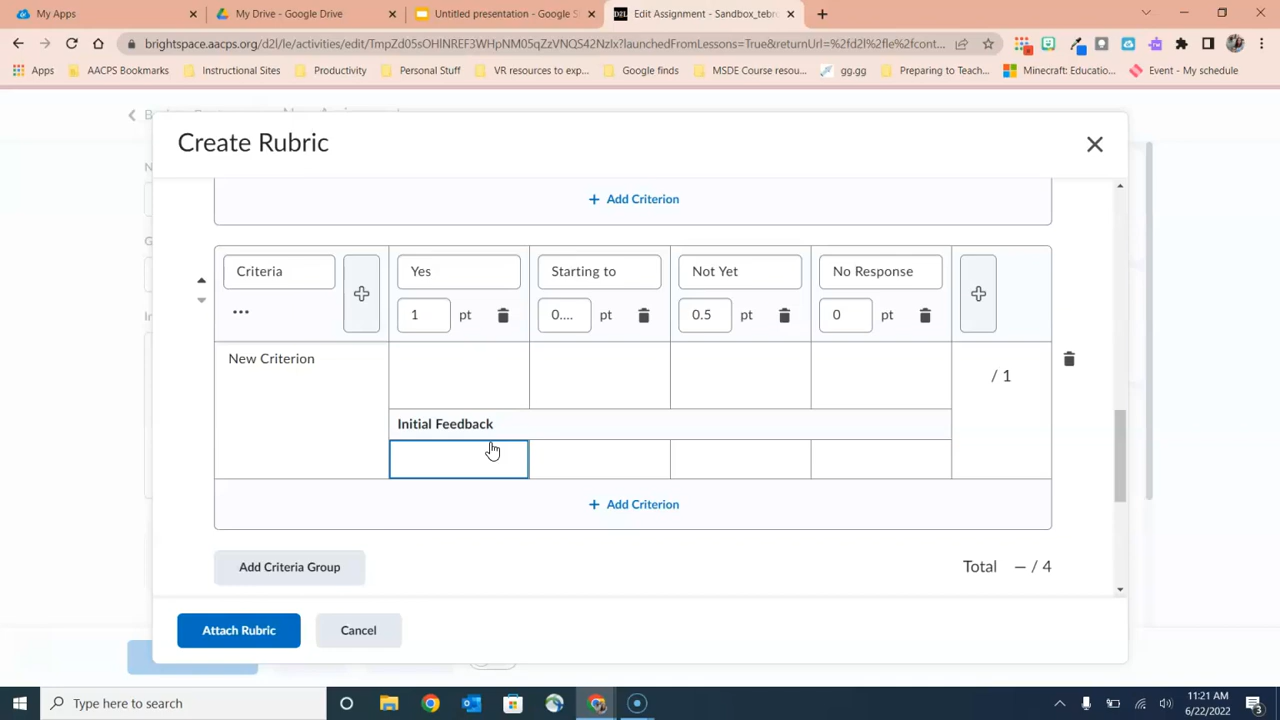 My Apps
My Drive - Google Drive
Untitled presentation - Google S
Edit Assignment - Sandbox_tebro
brightspace.aacps.org/d2l/le/activities/edit/
?launchedFromLessons=True&returnUrl=%2fd2l%2fle%2fcont...
Apps
AACPS Bookmarks
Instructional Sites
Productivity
Personal Stuff
VR resources to exp...
Google finds
MSDE Course resou...
gg.gg
Preparing to Teach...
Minecraft: Educatio...
Event - My schedule
Create Rubric
+ Add Criterion
Criteria
Yes
Starting to
Not Yet
No Response
...
1 pt
0.... pt
0.5 pt
0 pt
New Criterion
/ 1
Initial Feedback
+ Add Criterion
Add Criteria Group
Total – / 4
Attach Rubric
Cancel
Type here to search
11:21 AM
6/22/2022
3